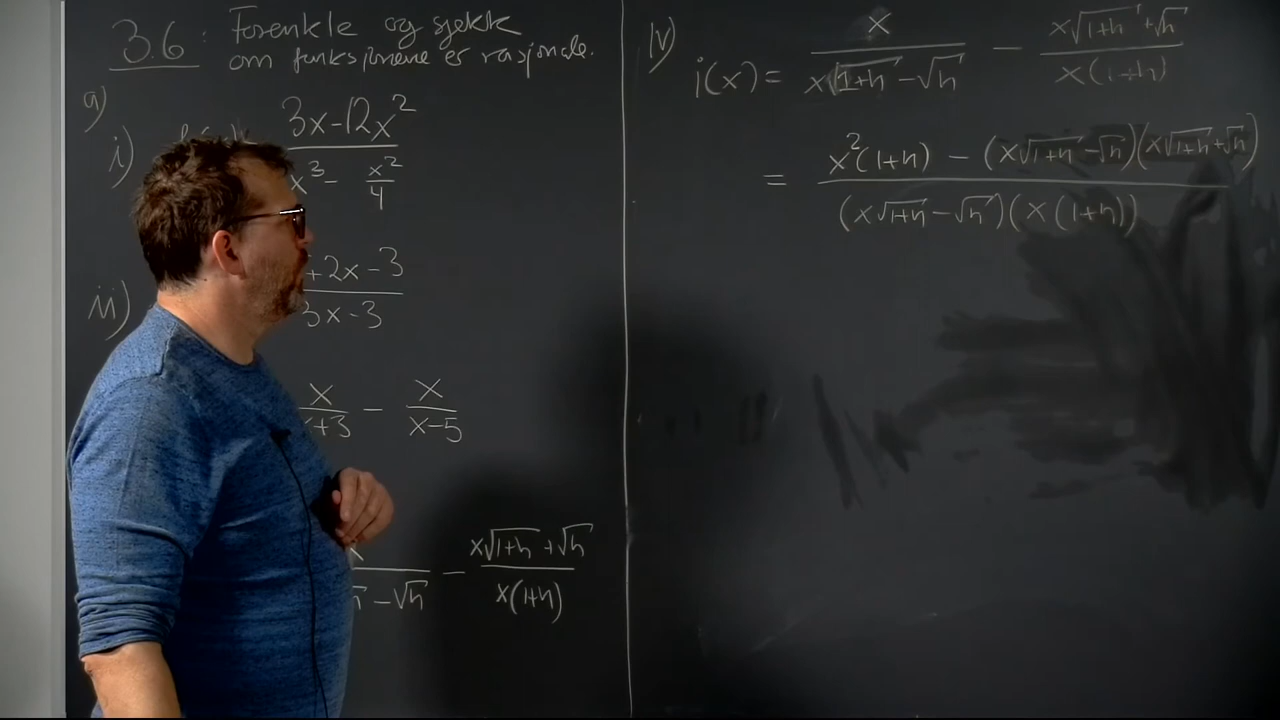 3.6: Forenkle og sjekk
om funksjonene er rasjonale.
g)
i) 3x-12x²
x³ - x²/4
ii) +2x-3
3x-3
x/+3 - x/x-5
-√h - x√1+h +√h / x(1+h)
iv) i(x) = x / x√1+h -√h - x√1+h +√h / x(1+h)
= x²(1+h) - (x√1+h -√h)(x√1+h +√h)
(x√1+h -√h)(x(1+h))